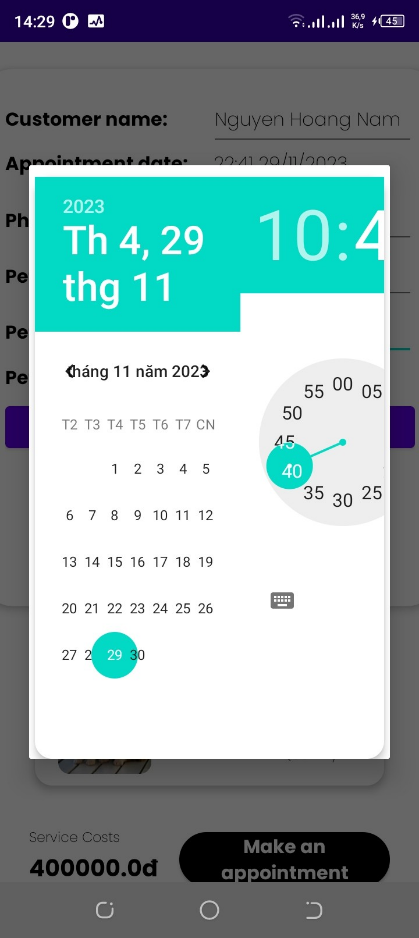 14:29
36,9
K/s
45
Customer name: Nguyen Hoang Nam
Appointment date: 22:41 29/11/2023
Ph
Pe
Pe
Pe
2023
Th 4, 29
thg 11
10:4
háng 11 năm 2023
T2 T3 T4 T5 T6 T7 CN
1 2 3 4 5
6 7 8 9 10 11 12
13 14 15 16 17 18 19
20 21 22 23 24 25 26
27 2 29 30
00
05
55
50
45
40
35
30
25
Service Costs
400000.0đ
Make an
appointment